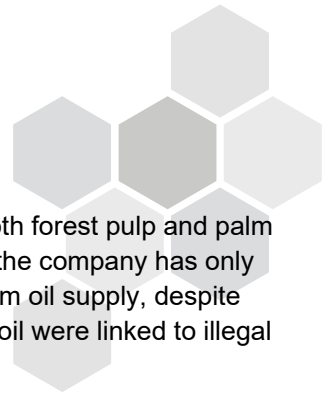 oth forest pulp and palm
the company has only
m oil supply, despite
oil were linked to illegal